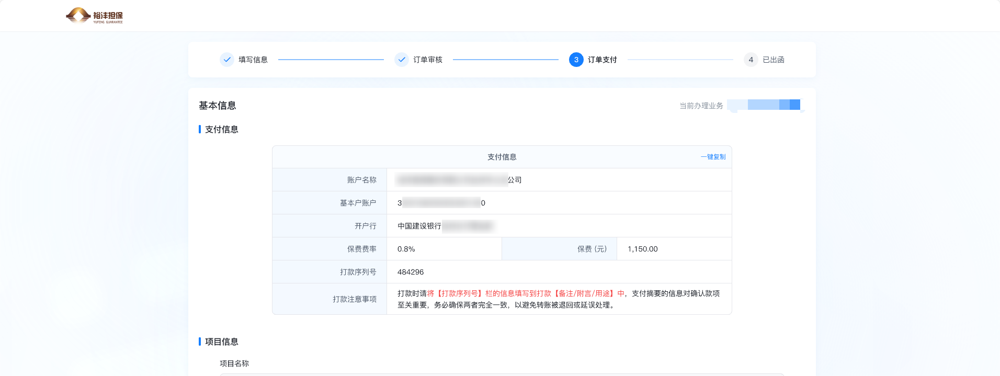 裕沣担保
YUFENG GUARANTEE
填写信息
订单审核
3 订单支付
4 已出函
基本信息
当前办理业务
支付信息
支付信息
一键复制
账户名称 公司
基本户账户 3 0
开户行 中国建设银行
保费费率 0.8% 保费 (元) 1,150.00
打款序列号 484296
打款注意事项
打款时请将【打款序列号】栏的信息填写到打款【备注/附言/用途】中，支付摘要的信息对确认款项
至关重要，务必确保两者完全一致，以避免转账被退回或延误处理。
项目信息
项目名称